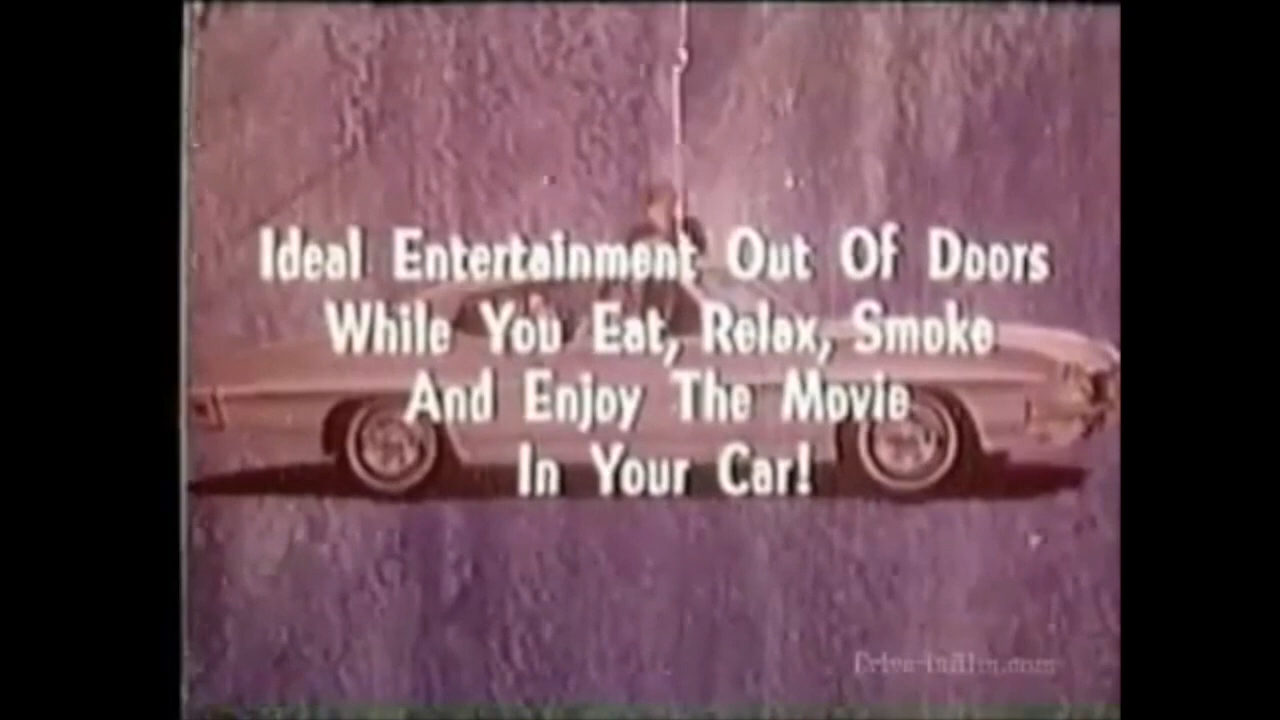 Ideal Entertainment Out Of Doors
While You Eat, Relax, Smoke
And Enjoy The Movie
In Your Car!